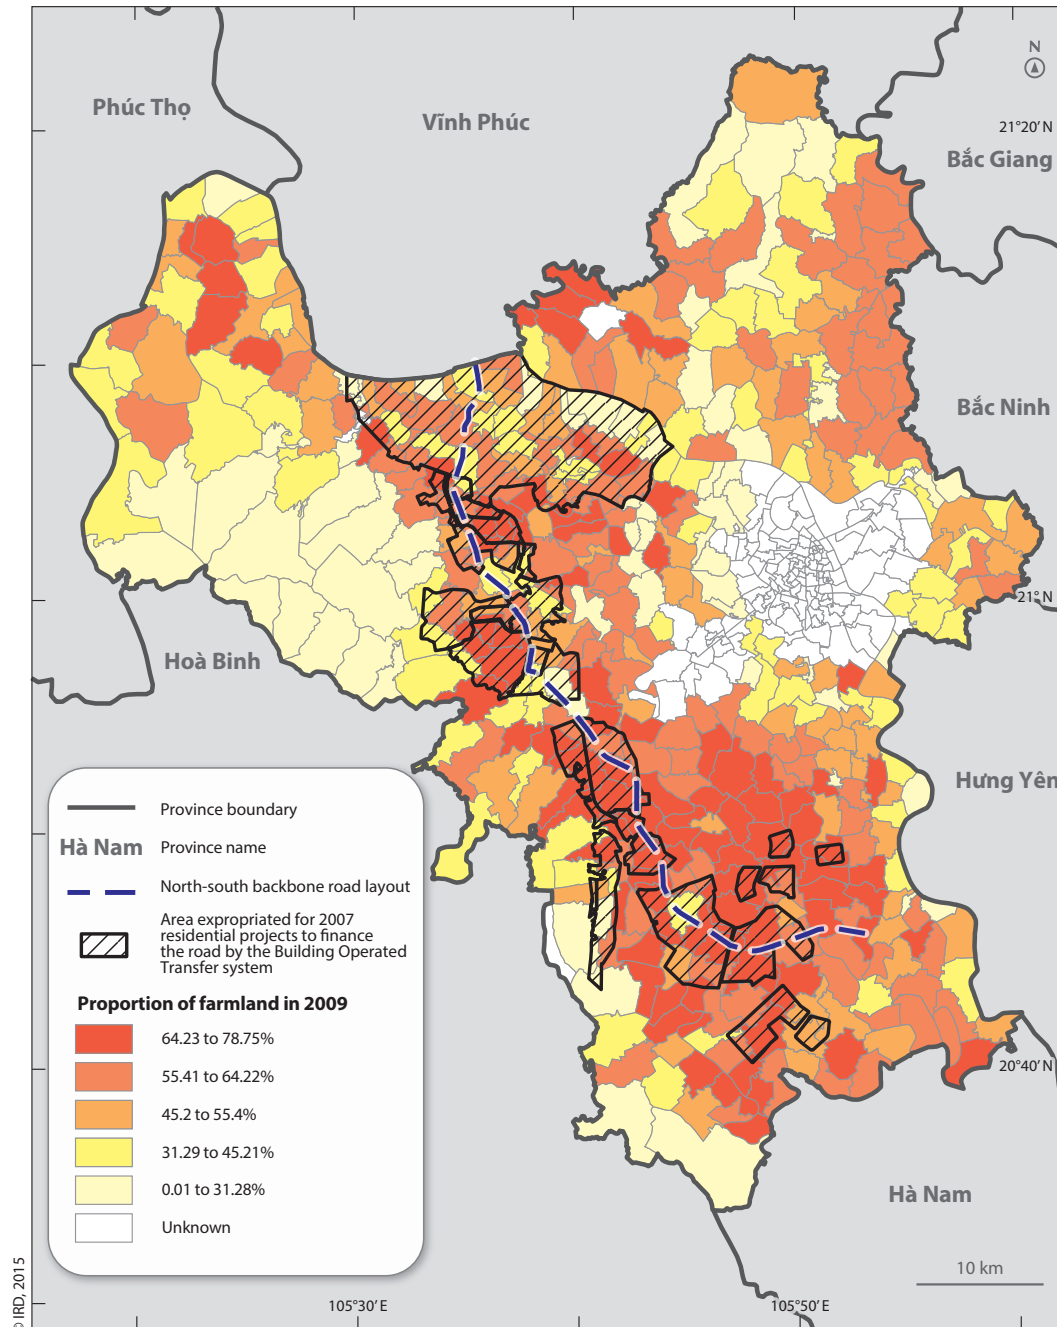 N
Phúc Thọ
Vĩnh Phúc
21°20' N
Bắc Giang
Bắc Ninh
21° N
Hoà Binh
Hưng Yên
Province boundary
Hà Nam
Province name
North-south backbone road layout
Area expropriated for 2007
residential projects to finance
the road by the Building Operated
Transfer system
Proportion of farmland in 2009
64.23 to 78.75%
55.41 to 64.22%
45.2 to 55.4%
31.29 to 45.21%
0.01 to 31.28%
Unknown
20°40' N
Hà Nam
10 km
105°30' E
105°50' E
© IRD, 2015